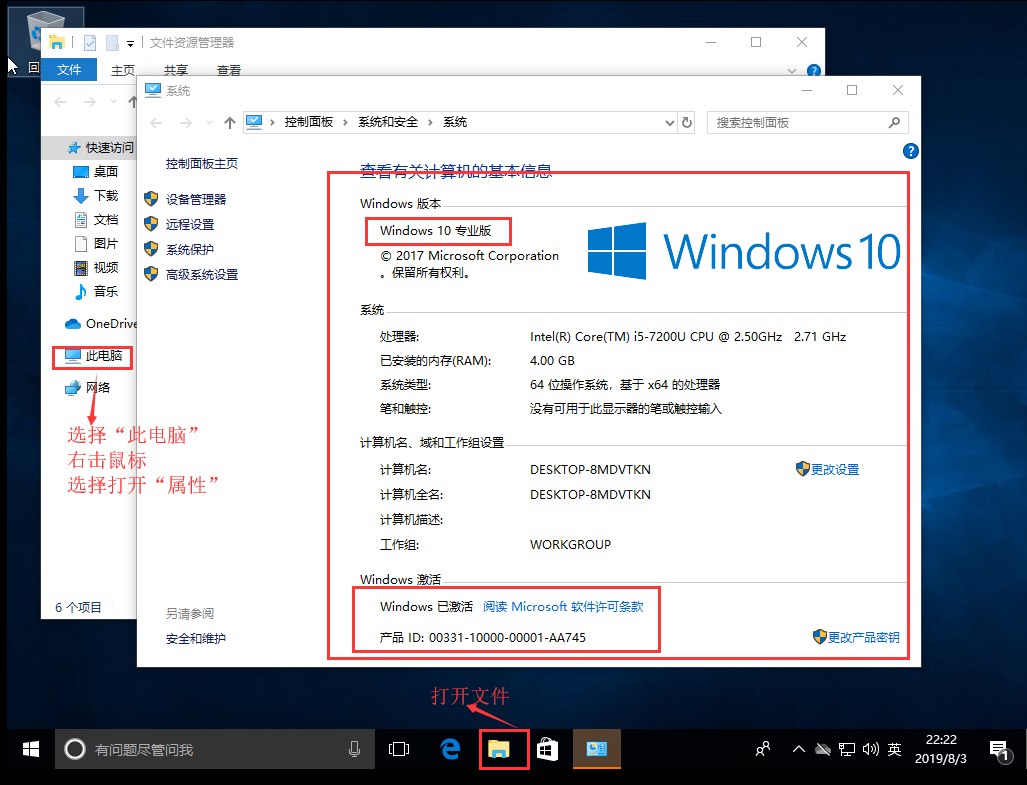 回
文件资源管理器
文件
主页
共享
查看
快速访问
桌面
下载
文档
图片
视频
音乐
OneDrive
此电脑
网络
选择“此电脑”
右击鼠标
选择打开“属性”
6 个项目
系统
控制面板 系统和安全 系统
搜索控制面板
控制面板主页
设备管理器
远程设置
系统保护
高级系统设置
另请参阅
安全和维护
查看有关计算机的基本信息
Windows 版本
Windows 10 专业版
© 2017 Microsoft Corporation
。保留所有权利。
Windows 10
系统
处理器: Intel(R) Core(TM) i5-7200U CPU @ 2.50GHz 2.71 GHz
已安装的内存(RAM): 4.00 GB
系统类型: 64 位操作系统，基于 x64 的处理器
笔和触控: 没有可用于此显示器的笔或触控输入
计算机名、域和工作组设置
计算机名: DESKTOP-8MDVTKN 更改设置
计算机全名: DESKTOP-8MDVTKN
计算机描述:
工作组: WORKGROUP
Windows 激活
Windows 已激活 阅读 Microsoft 软件许可条款
产品 ID: 00331-10000-00001-AA745 更改产品密钥
打开文件
有问题尽管问我
英
22:22
2019/8/3
1